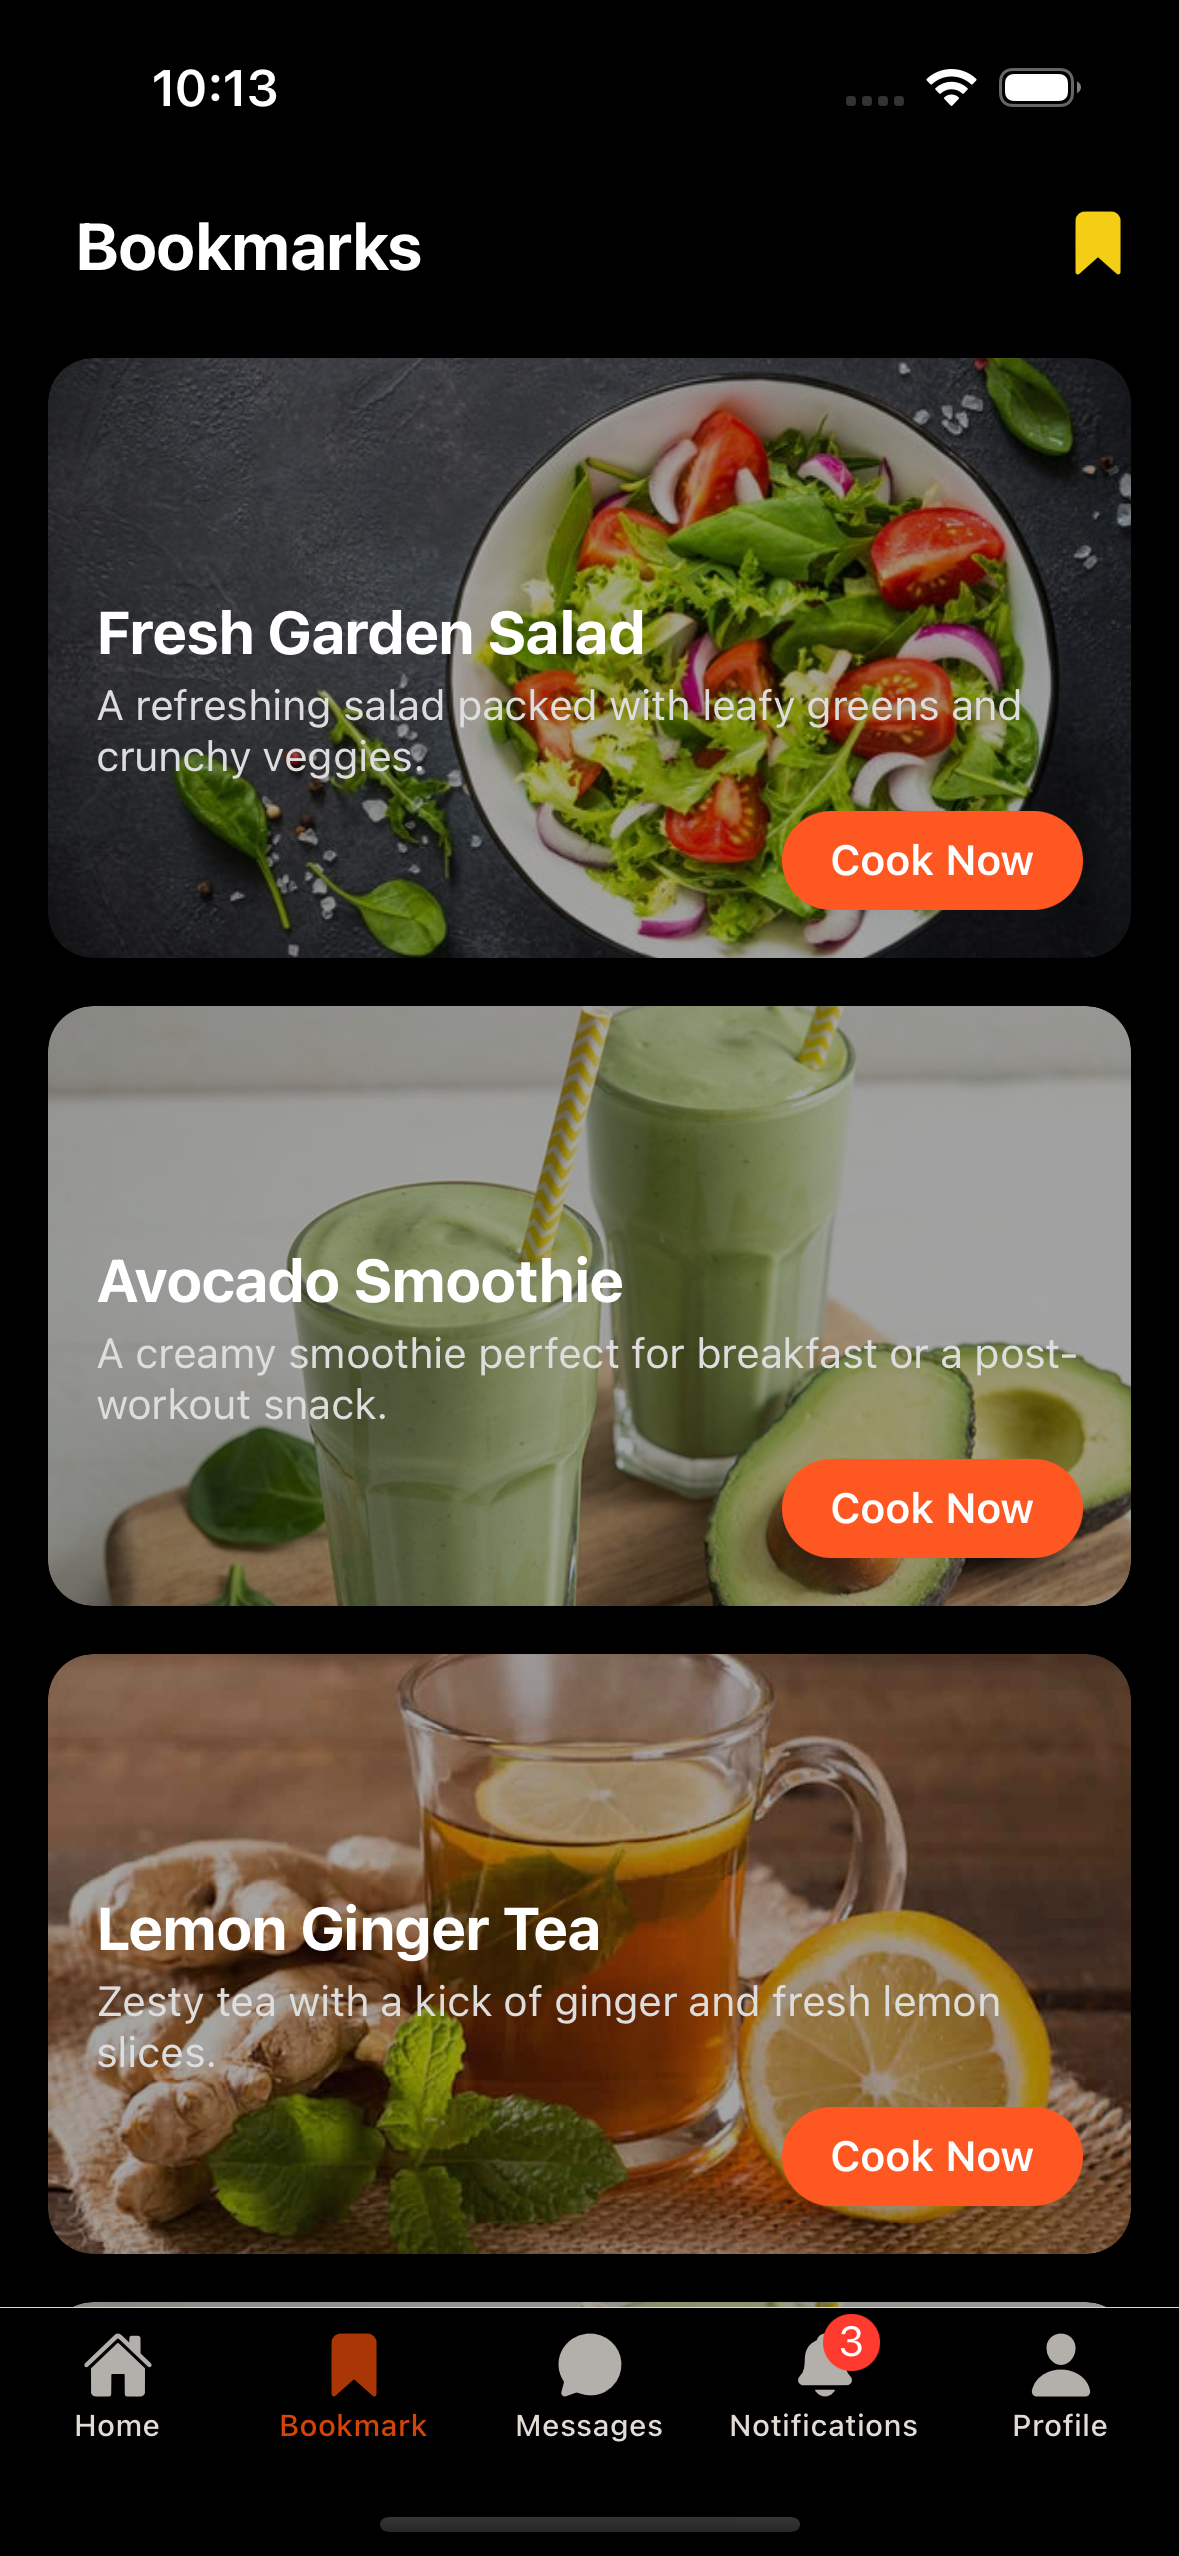 10:13
Bookmarks
Fresh Garden Salad
A refreshing salad packed with leafy greens and
crunchy veggies.
Cook Now
Avocado Smoothie
A creamy smoothie perfect for breakfast or a post-
workout snack.
Cook Now
Lemon Ginger Tea
Zesty tea with a kick of ginger and fresh lemon
slices.
Cook Now
3
Home Bookmark Messages Notifications Profile